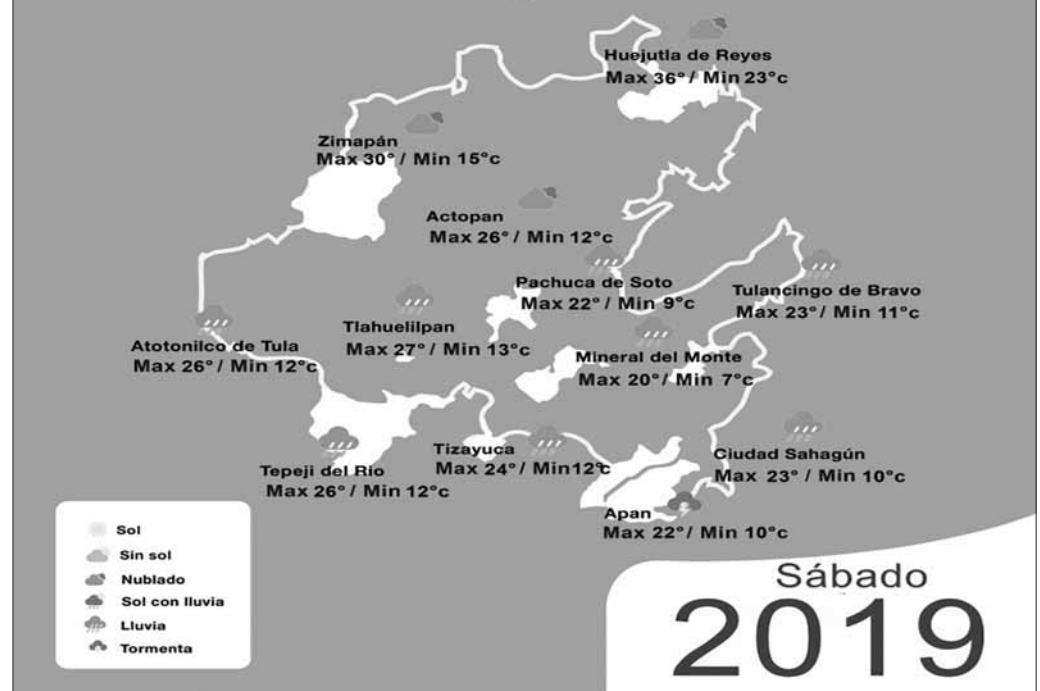 Huejutla de Reyes
Max 36° / Min 23°c
Zimapán
Max 30° / Min 15°c
Actopan
Max 26° / Min 12°c
Pachuca de Soto
Max 22° / Min 9°c
Tulancingo de Bravo
Max 23° / Min 11°c
Tlahuelilpan
Max 27° / Min 13°c
Atotonilco de Tula
Max 26° / Min 12°c
Mineral del Monte
Max 20° / Min 7°c
Tizayuca
Max 24° / Min12°c
Ciudad Sahagún
Max 23° / Min 10°c
Tepeji del Rio
Max 26° / Min 12°c
Apan
Max 22° / Min 10°c
Sol
Sin sol
Nublado
Sol con lluvia
Lluvia
Tormenta
Sábado
2019